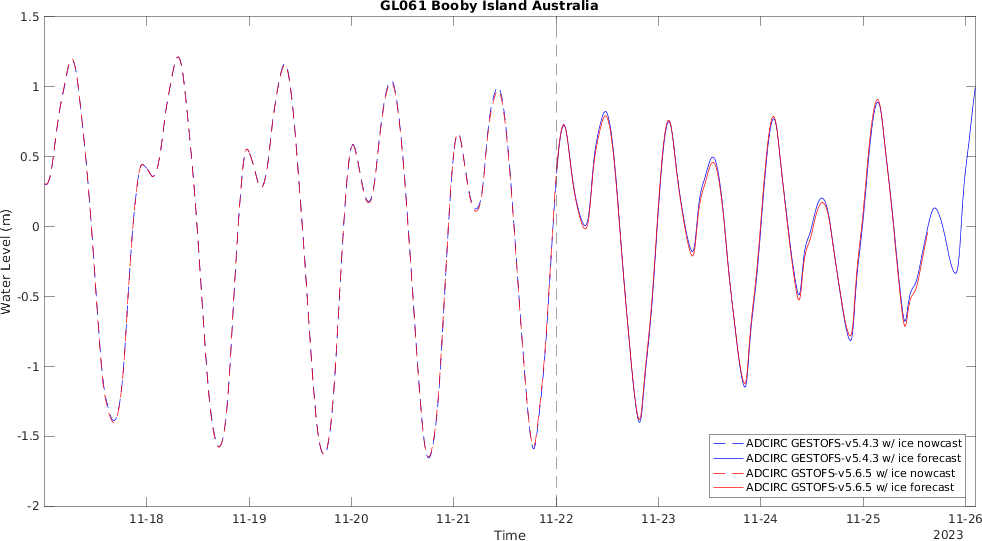 GL061 Booby Island Australia
1.5
1
0.5
0
-0.5
-1
-1.5
-2
Water Level (m)
ADCIRC GESTOFS-v5.4.3 w/ ice nowcast
ADCIRC GESTOFS-v5.4.3 w/ ice forecast
ADCIRC GSTOFS-v5.6.5 w/ ice nowcast
ADCIRC GSTOFS-v5.6.5 w/ ice forecast
11-18 11-19 11-20 11-21 11-22 11-23 11-24 11-25 11-26
Time
2023